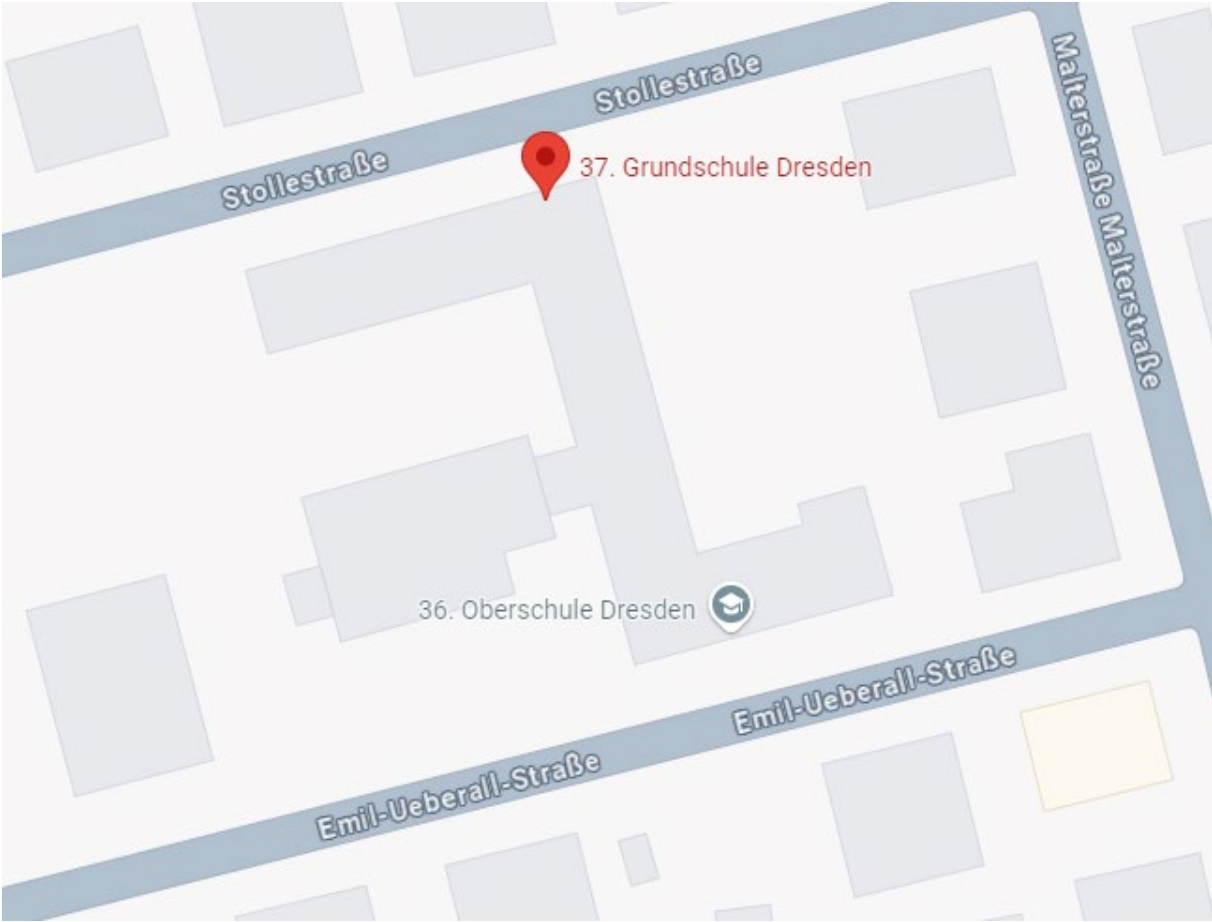 Stollestraße
37. Grundschule Dresden
Stollestraße
Malterstraße Malterstraße
36. Oberschule Dresden
Emil-Ueberall-Straße
Emil-Ueberall-Straße